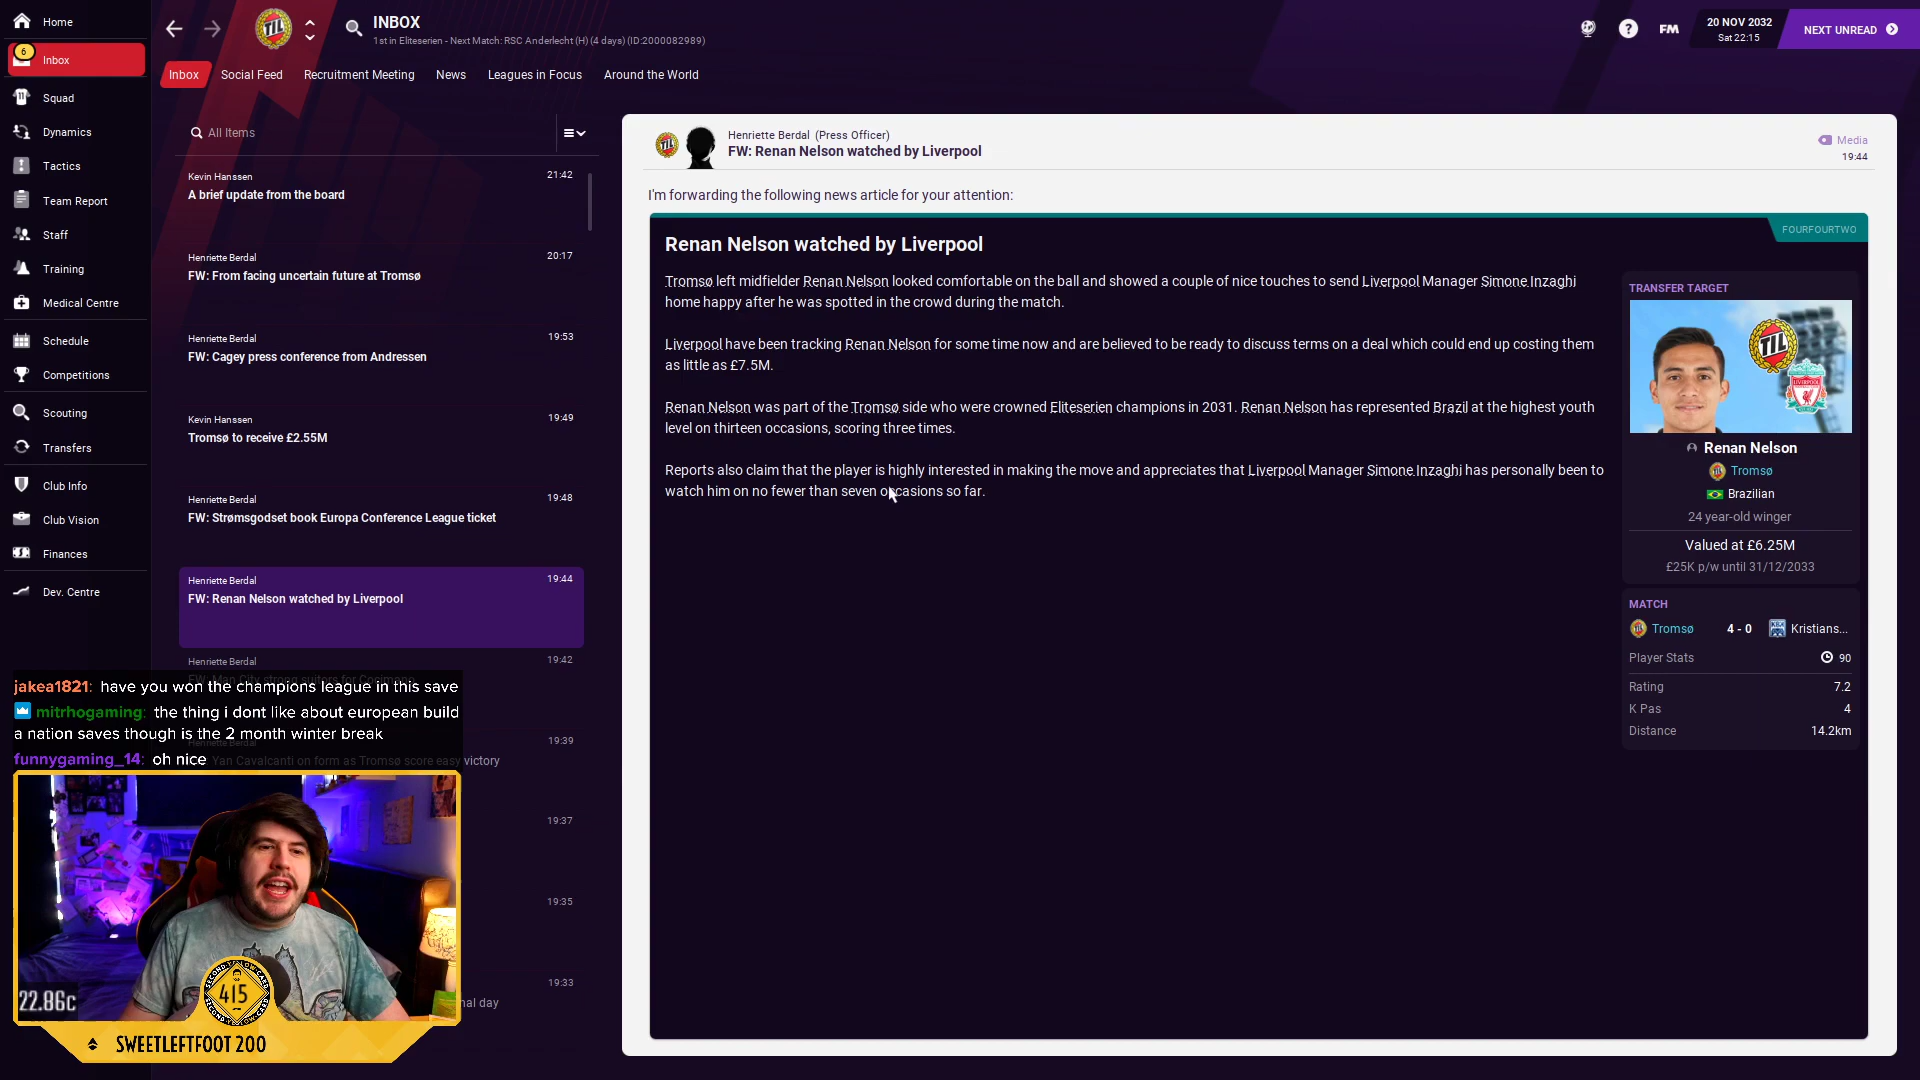 Home
6
Inbox
Squad
Dynamics
Tactics
Team Report
Staff
Training
Medical Centre
Schedule
Competitions
Scouting
Transfers
Club Info
Club Vision
Finances
Dev. Centre
TIL
INBOX
1st in Eliteserien - Next Match: RSC Anderlecht (H) (4 days) (ID:2000082989)
FM
20 NOV 2032
Sat 22:15
NEXT UNREAD
Inbox
Social Feed
Recruitment Meeting
News
Leagues in Focus
Around the World
All Items
Kevin Hanssen
21:42
A brief update from the board
Henriette Berdal
20:17
FW: From facing uncertain future at Tromsø
Henriette Berdal
19:53
FW: Cagey press conference from Andressen
Kevin Hanssen
19:49
Tromsø to receive £2.55M
Henriette Berdal
19:48
FW: Strømsgodset book Europa Conference League ticket
Henriette Berdal
19:44
FW: Renan Nelson watched by Liverpool
Henriette Berdal
19:42
19:39
Yan Cavalcanti on form as Tromsø score easy victory
19:37
19:35
19:33
nal day
TIL
Henriette Berdal (Press Officer)
FW: Renan Nelson watched by Liverpool
Media
19:44
I'm forwarding the following news article for your attention:
FOURFOURTWO
Renan Nelson watched by Liverpool
Tromsø left midfielder Renan Nelson looked comfortable on the ball and showed a couple of nice touches to send Liverpool Manager Simone Inzaghi
home happy after he was spotted in the crowd during the match.
Liverpool have been tracking Renan Nelson for some time now and are believed to be ready to discuss terms on a deal which could end up costing them
as little as £7.5M.
Renan Nelson was part of the Tromsø side who were crowned Eliteserien champions in 2031. Renan Nelson has represented Brazil at the highest youth
level on thirteen occasions, scoring three times.
Reports also claim that the player is highly interested in making the move and appreciates that Liverpool Manager Simone Inzaghi has personally been to
watch him on no fewer than seven occasions so far.
TRANSFER TARGET
TIL
Renan Nelson
Tromsø
Brazilian
24 year-old winger
Valued at £6.25M
£25K p/w until 31/12/2033
MATCH
Tromsø 4 - 0 Kristians...
Player Stats 90
Rating 7.2
K Pas 4
Distance 14.2km
jakea1821: have you won the champions league in this save
mitrhogaming: the thing i dont like about european build
a nation saves though is the 2 month winter break
funnygaming_14: oh nice
22.86c
SECOND YELLOW CARD
415
SWEETLEFTFOOT 200